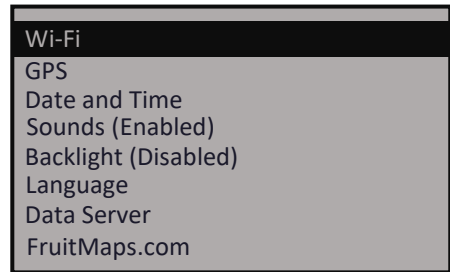 Wi-Fi
GPS
Date and Time
Sounds (Enabled)
Backlight (Disabled)
Language
Data Server
FruitMaps.com